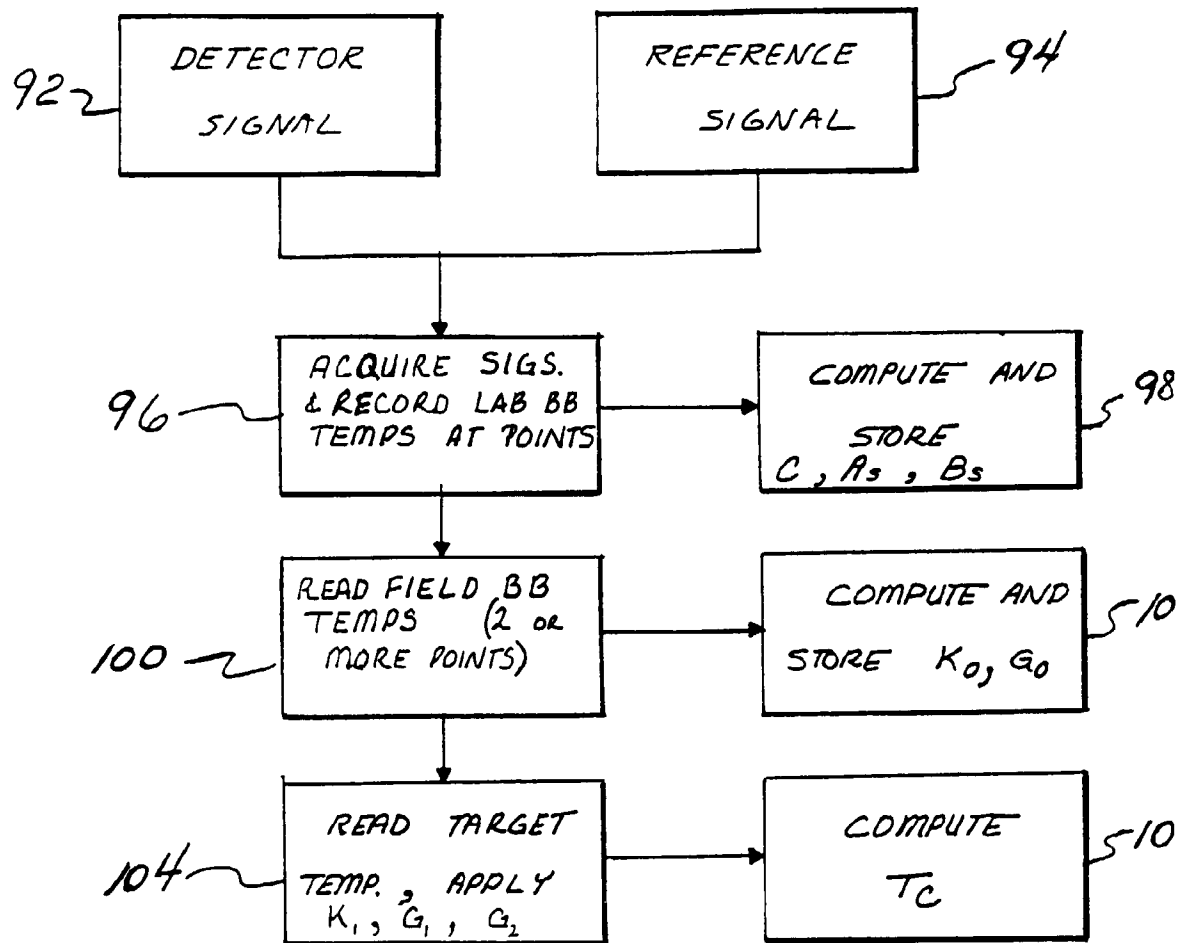 DETECTOR
SIGNAL
92
REFERENCE
SIGNAL
94
ACQUIRE SIGS.
& RECORD LAB BB
TEMPS AT POINTS
96
COMPUTE AND
STORE
C, As, Bs
98
READ FIELD BB
TEMPS (2 OR
MORE POINTS)
100
COMPUTE AND
STORE K₀, G₀
10
READ TARGET
TEMP., APPLY
K₁, G₁, G₂
104
COMPUTE
Tc
10